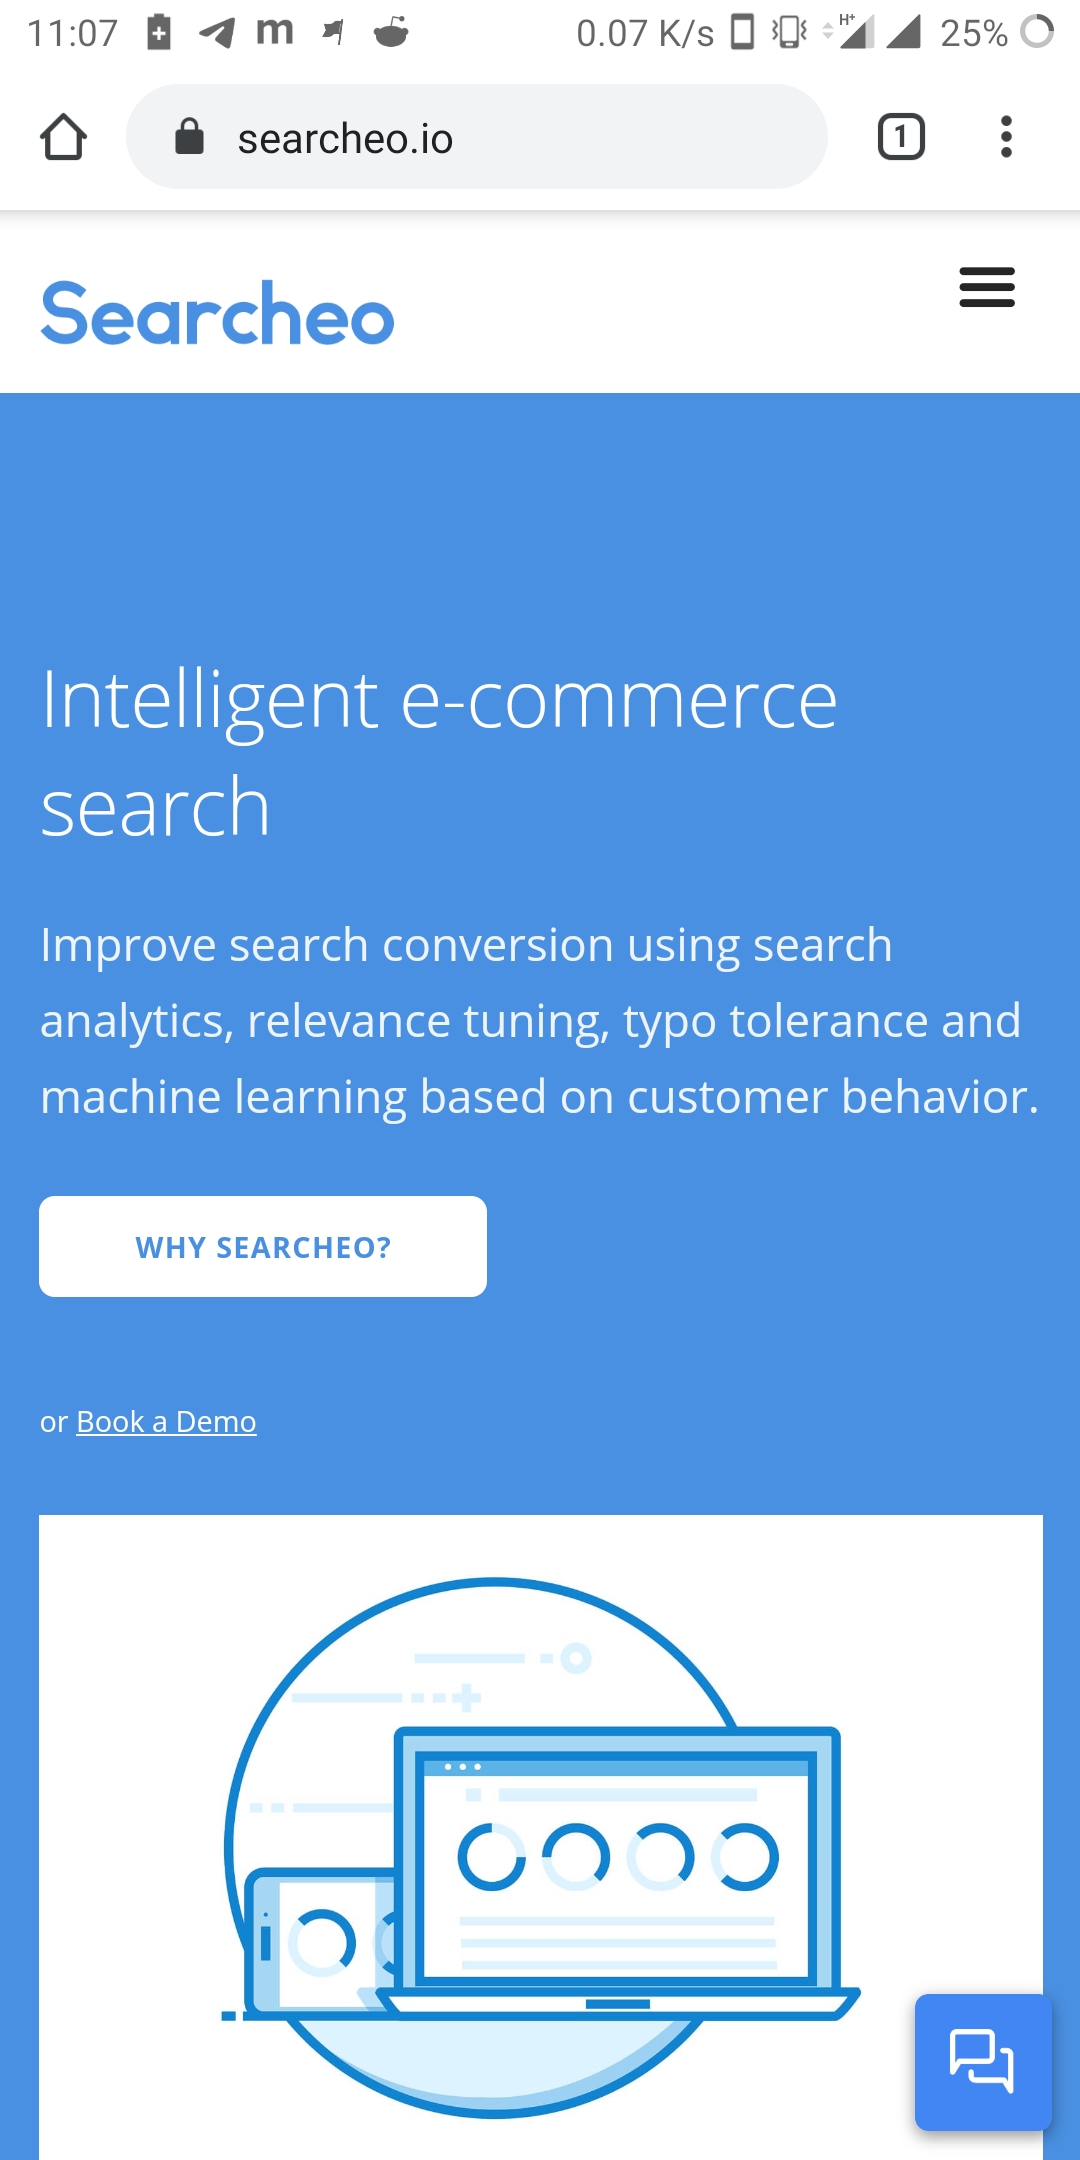 11:07 m 0.07 K/s H+ 25%
searcheo.io 1
Searcheo
Intelligent e-commerce
search
Improve search conversion using search
analytics, relevance tuning, typo tolerance and
machine learning based on customer behavior.
WHY SEARCHEO?
or Book a Demo